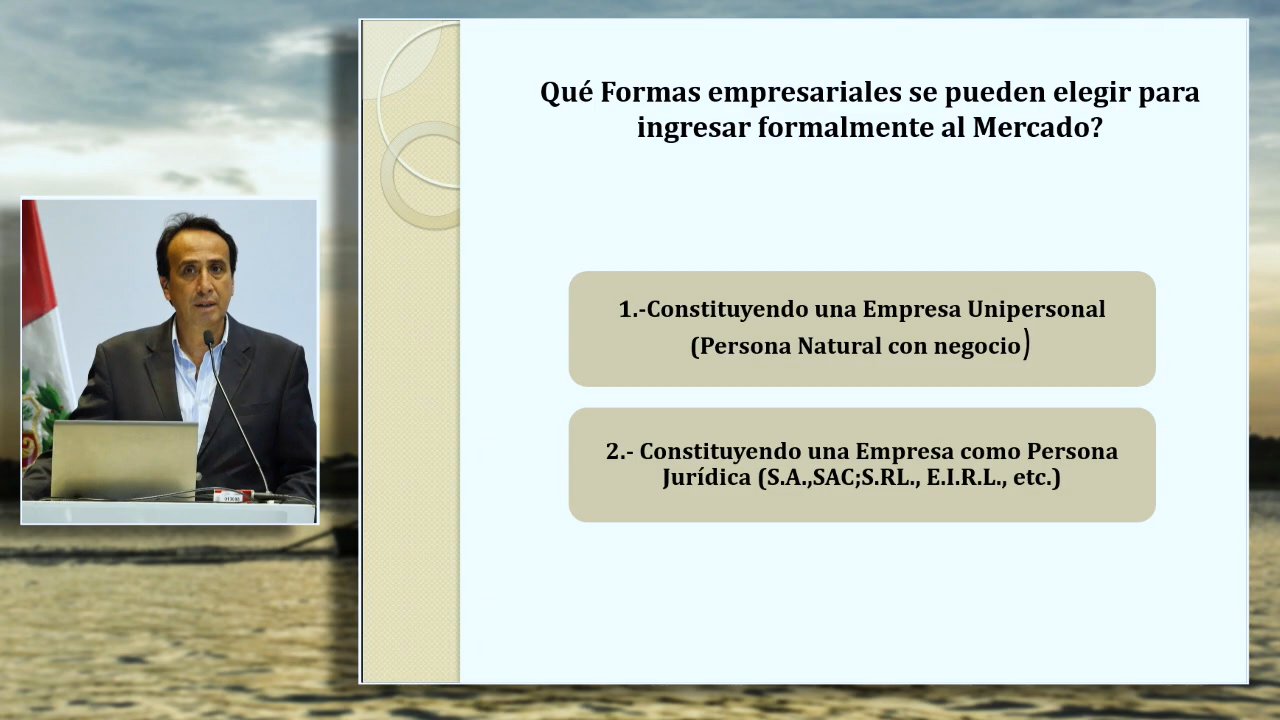 Qué Formas empresariales se pueden elegir para
ingresar formalmente al Mercado?
1.-Constituyendo una Empresa Unipersonal
(Persona Natural con negocio)
2.- Constituyendo una Empresa como Persona
Jurídica (S.A.,SAC;S.RL., E.I.R.L., etc.)